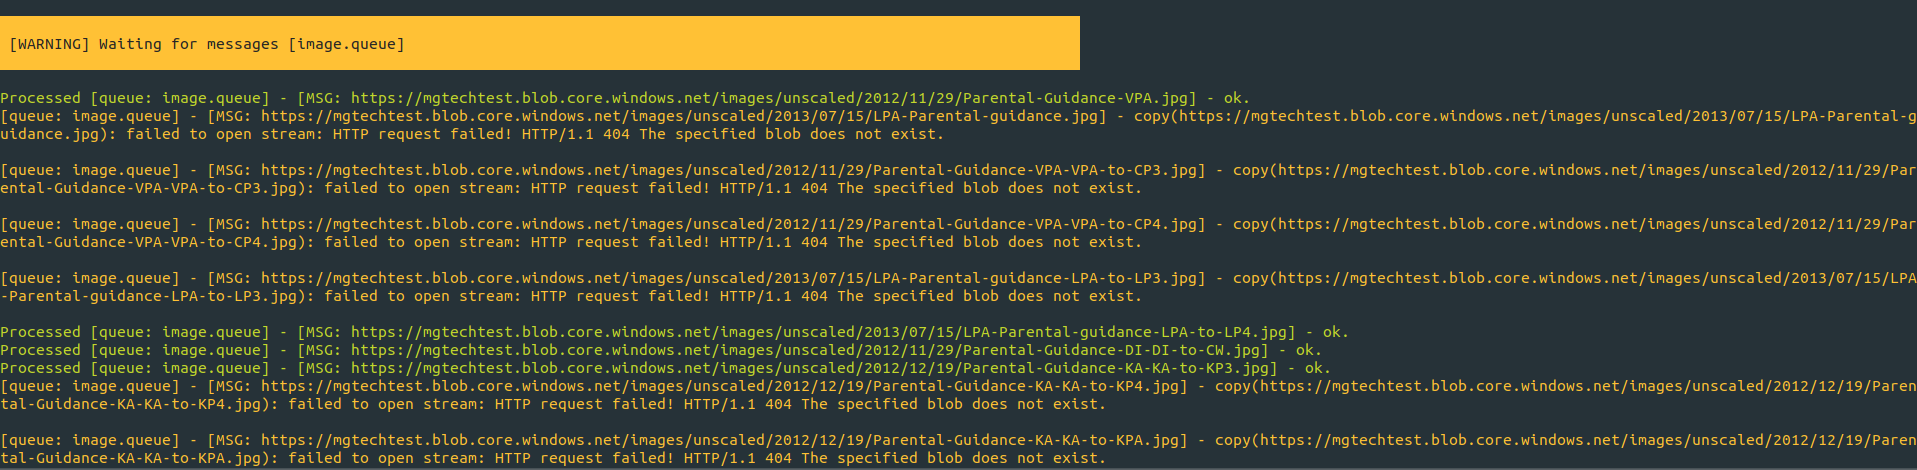 [WARNING] Waiting for messages [image.queue]
Processed [queue: image.queue] - [MSG: https://mgtechtest.blob.core.windows.net/images/unscaled/2012/11/29/Parental-Guidance-VPA.jpg] - ok.
[queue: image.queue] - [MSG: https://mgtechtest.blob.core.windows.net/images/unscaled/2013/07/15/LPA-Parental-guidance.jpg] - copy(https://mgtechtest.blob.core.windows.net/images/unscaled/2013/07/15/LPA-Parental-g
uidance.jpg): failed to open stream: HTTP request failed! HTTP/1.1 404 The specified blob does not exist.
[queue: image.queue] - [MSG: https://mgtechtest.blob.core.windows.net/images/unscaled/2012/11/29/Parental-Guidance-VPA-VPA-to-CP3.jpg] - copy(https://mgtechtest.blob.core.windows.net/images/unscaled/2012/11/29/Par
ental-Guidance-VPA-VPA-to-CP3.jpg): failed to open stream: HTTP request failed! HTTP/1.1 404 The specified blob does not exist.
[queue: image.queue] - [MSG: https://mgtechtest.blob.core.windows.net/images/unscaled/2012/11/29/Parental-Guidance-VPA-VPA-to-CP4.jpg] - copy(https://mgtechtest.blob.core.windows.net/images/unscaled/2012/11/29/Par
ental-Guidance-VPA-VPA-to-CP4.jpg): failed to open stream: HTTP request failed! HTTP/1.1 404 The specified blob does not exist.
[queue: image.queue] - [MSG: https://mgtechtest.blob.core.windows.net/images/unscaled/2013/07/15/LPA-Parental-guidance-LPA-to-LP3.jpg] - copy(https://mgtechtest.blob.core.windows.net/images/unscaled/2013/07/15/LPA
-Parental-guidance-LPA-to-LP3.jpg): failed to open stream: HTTP request failed! HTTP/1.1 404 The specified blob does not exist.
Processed [queue: image.queue] - [MSG: https://mgtechtest.blob.core.windows.net/images/unscaled/2013/07/15/LPA-Parental-guidance-LPA-to-LP4.jpg] - ok.
Processed [queue: image.queue] - [MSG: https://mgtechtest.blob.core.windows.net/images/unscaled/2012/11/29/Parental-Guidance-DI-DI-to-CW.jpg] - ok.
Processed [queue: image.queue] - [MSG: https://mgtechtest.blob.core.windows.net/images/unscaled/2012/12/19/Parental-Guidance-KA-KA-to-KP3.jpg] - ok.
[queue: image.queue] - [MSG: https://mgtechtest.blob.core.windows.net/images/unscaled/2012/12/19/Parental-Guidance-KA-KA-to-KP4.jpg] - copy(https://mgtechtest.blob.core.windows.net/images/unscaled/2012/12/19/Paren
tal-Guidance-KA-KA-to-KP4.jpg): failed to open stream: HTTP request failed! HTTP/1.1 404 The specified blob does not exist.
[queue: image.queue] - [MSG: https://mgtechtest.blob.core.windows.net/images/unscaled/2012/12/19/Parental-Guidance-KA-KA-to-KPA.jpg] - copy(https://mgtechtest.blob.core.windows.net/images/unscaled/2012/12/19/Paren
tal-Guidance-KA-KA-to-KPA.jpg): failed to open stream: HTTP request failed! HTTP/1.1 404 The specified blob does not exist.